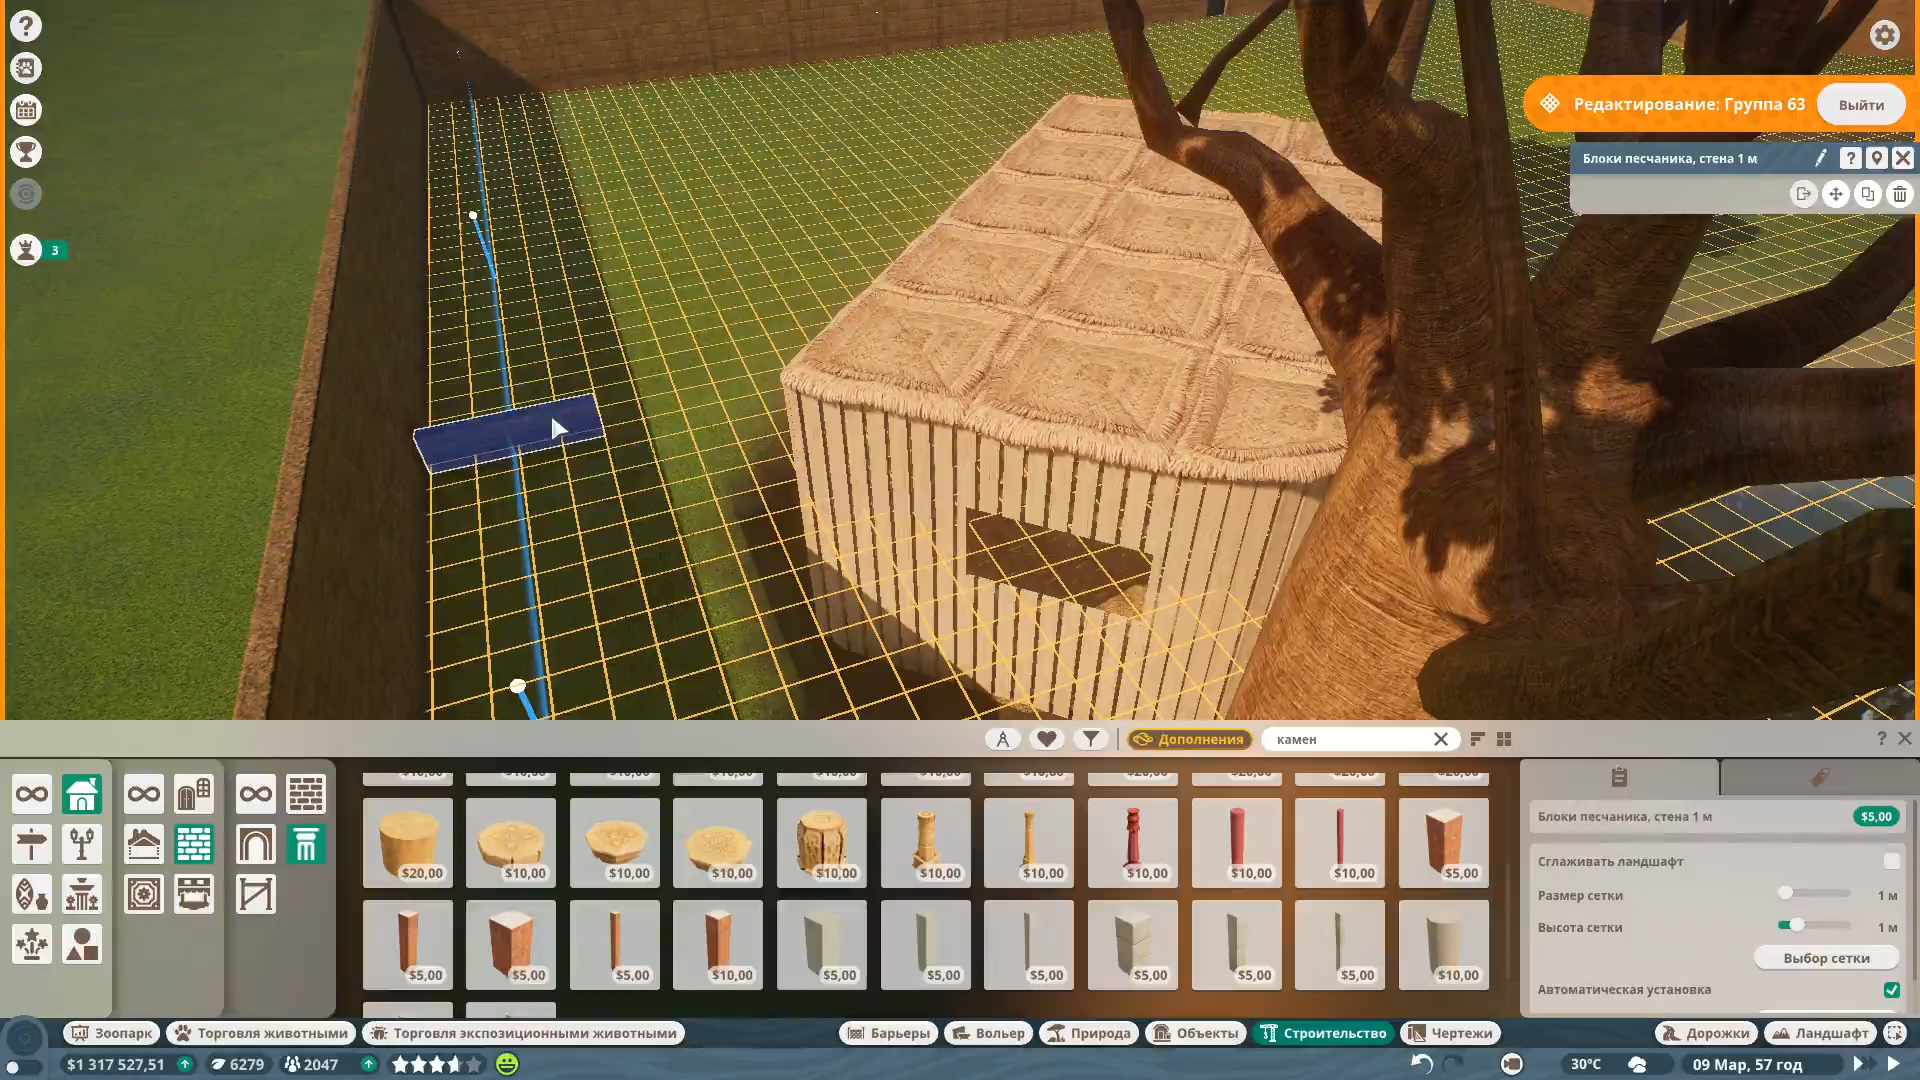 Редактирование: Группа 63
Выйти
Блоки песчаника, стена 1 м
?
3
Дополнения
камен
?
$20,00 $10,00 $10,00 $10,00 $10,00 $10,00 $10,00 $10,00 $10,00 $10,00 $5,00
$5,00 $5,00 $5,00 $10,00 $5,00 $5,00 $5,00 $5,00 $5,00 $5,00 $10,00
Блоки песчаника, стена 1 м $5,00
Сглаживать ландшафт
Размер сетки 1 м
Высота сетки 1 м
Выбор сетки
Автоматическая установка
Зоопарк Торговля животными Торговля экспозиционными животными Барьеры Вольер Природа Объекты Строительство Чертежи Дорожки Ландшафт
$1 317 527,51 6279 2047 30°C 09 Мар, 57 год